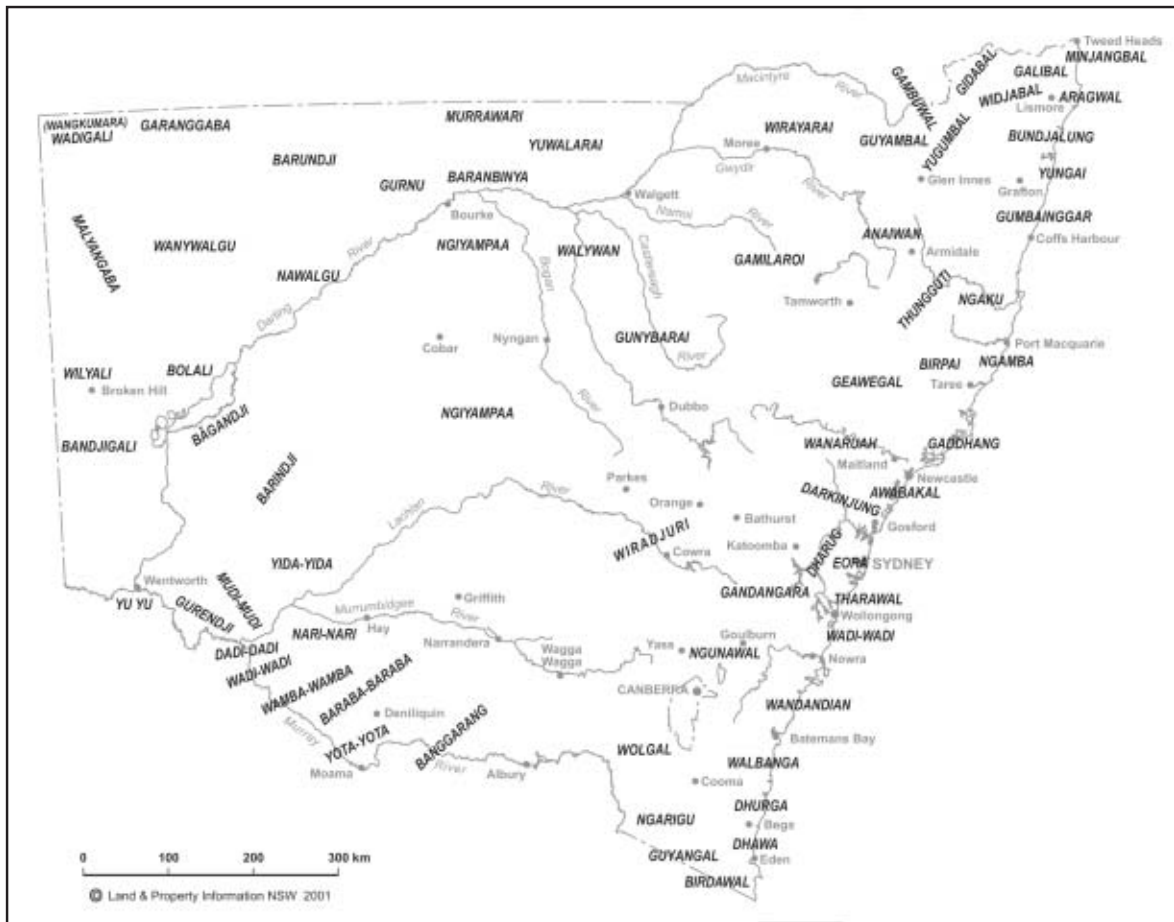 Tweed Heads
MINJANGBAL
GIDABAL
GALIBAL
GAMBUWAL
Macintyre
River
WIDJABAL
Lismore
ARAGWAL
(WANGKUMARA)
WADIGALI
GARANGGABA
MURRAWARI
YUWALARAI
WIRAYARAI
GUYAMBAL
YUGUMBAL
BUNDJALUNG
BARUNDJI
GURNU
BARANBINYA
Moree
Gwydir
River
Glen Innes
Grafton
YUNGAI
Bourke
Walgett
Namoi
River
GUMBAINGGAR
Coffs Harbour
MALYANGABA
WANYWALGU
NGIYAMPAA
WALYWAN
Castlereagh
River
GAMILAROI
ANAIWAN
Armidale
NAWALGU
River
Darling
Bogan
River
Tamworth
THUNGGUTI
NGAKU
Cobar
Nyngan
GUNYBARAI
Port Macquarie
NGAMBA
WILYALI
Broken Hill
BOLALI
BIRPAI
Taree
GEAWEGAL
BAGANDJI
NGIYAMPAA
Dubbo
BANDJIGALI
WANARUAH
GADDHANG
Maitland
Newcastle
BARINDJI
Parkes
Orange
Bathurst
DARKINJUNG
AWABAKAL
Gosford
Lachlan
River
WIRADJURI
Cowra
Katoomba
DHARUG
EORA
SYDNEY
YIDA-YIDA
GANDANGARA
THARAWAL
Wollongong
Wentworth
YU YU
GURENDJI
MUDI-MUDI
Murrumbidgee
River
Griffith
Hay
NARI-NARI
Narrandera
Wagga
Wagga
Yass
Goulburn
NGUNAWAL
WADI-WADI
Nowra
DADI-DADI
WADI-WADI
WAMBA-WAMBA
BARABA-BARABA
Deniliquin
CANBERRA
WANDANDIAN
Batemans Bay
Murray
River
YOTA-YOTA
BANGGARANG
Moama
Albury
WOLGAL
Cooma
WALBANGA
NGARIGU
DHURGA
Bega
DHAWA
GUYANGAL
Eden
BIRDAWAL
0 100 200 300 km
© Land & Property Information NSW 2001